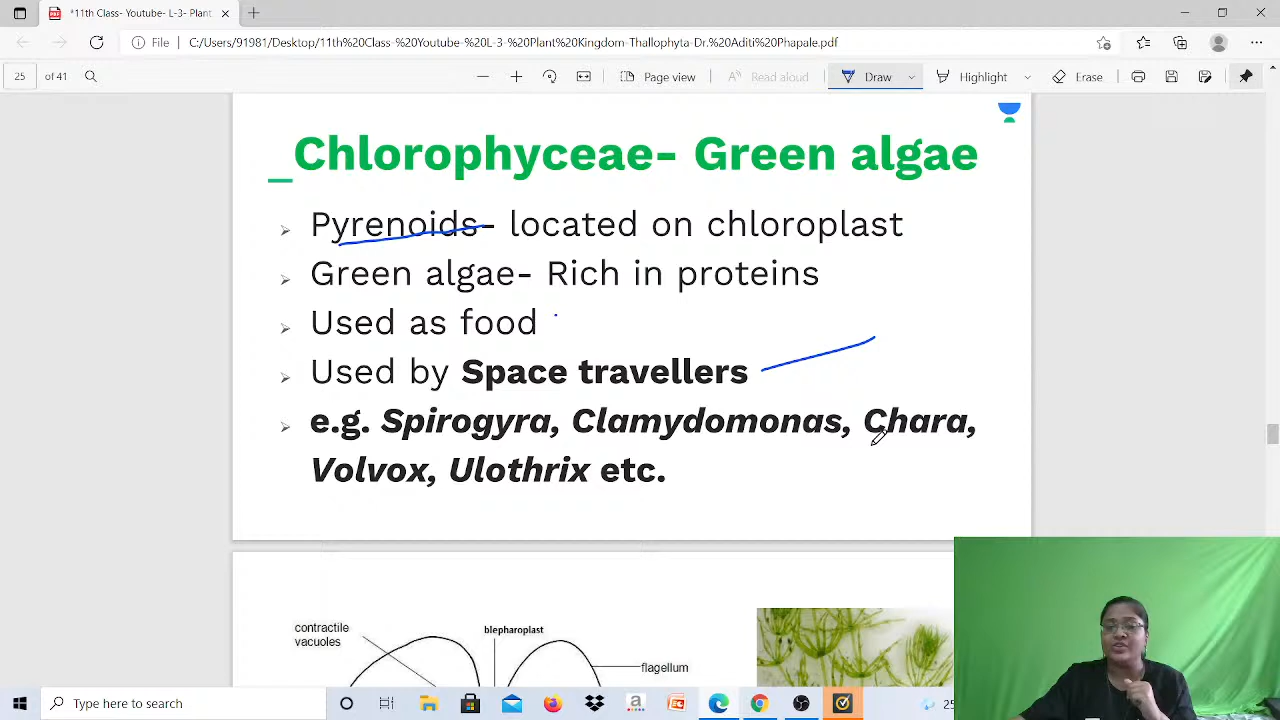 *11th Class- Youtube- L-3- Plant
File
C:/Users/91981/Desktop/11th%20Class-%20Youtube%20L-3%20Plant%20Kingdom-Thallophyta-Dr.%20Aditi%20Phapale.pdf
25 of 41
Page view
Read aloud
Draw
Highlight
Erase
_Chlorophyceae- Green algae
Pyrenoids- located on chloroplast
Green algae- Rich in proteins
Used as food
Used by Space travellers
e.g. Spirogyra, Clamydomonas, Chara,
Volvox, Ulothrix etc.
contractile
vacuoles
blepharoplast
flagellum
Type here to search